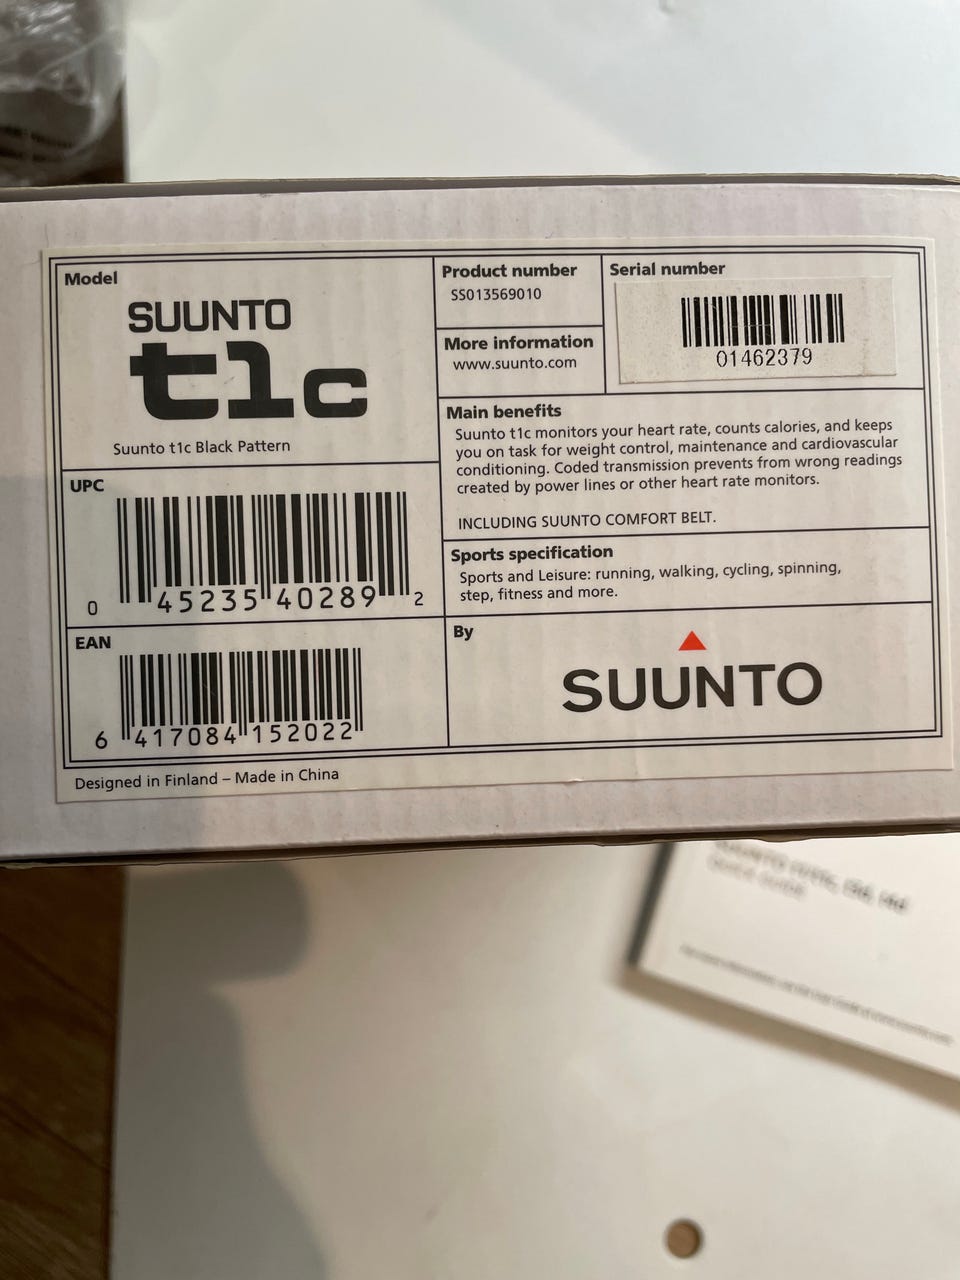 Model
SUUNTO
t1c
Suunto t1c Black Pattern
Product number
SS013569010
More information
www.suunto.com
Serial number
01462379
Main benefits
Suunto t1c monitors your heart rate, counts calories, and keeps
you on task for weight control, maintenance and cardiovascular
conditioning. Coded transmission prevents from wrong readings
created by power lines or other heart rate monitors.
INCLUDING SUUNTO COMFORT BELT.
UPC
0 45235 40289 2
Sports specification
Sports and Leisure: running, walking, cycling, spinning,
step, fitness and more.
EAN
6 417084 152022
By
SUUNTO
Designed in Finland – Made in China
QUICK GUIDE